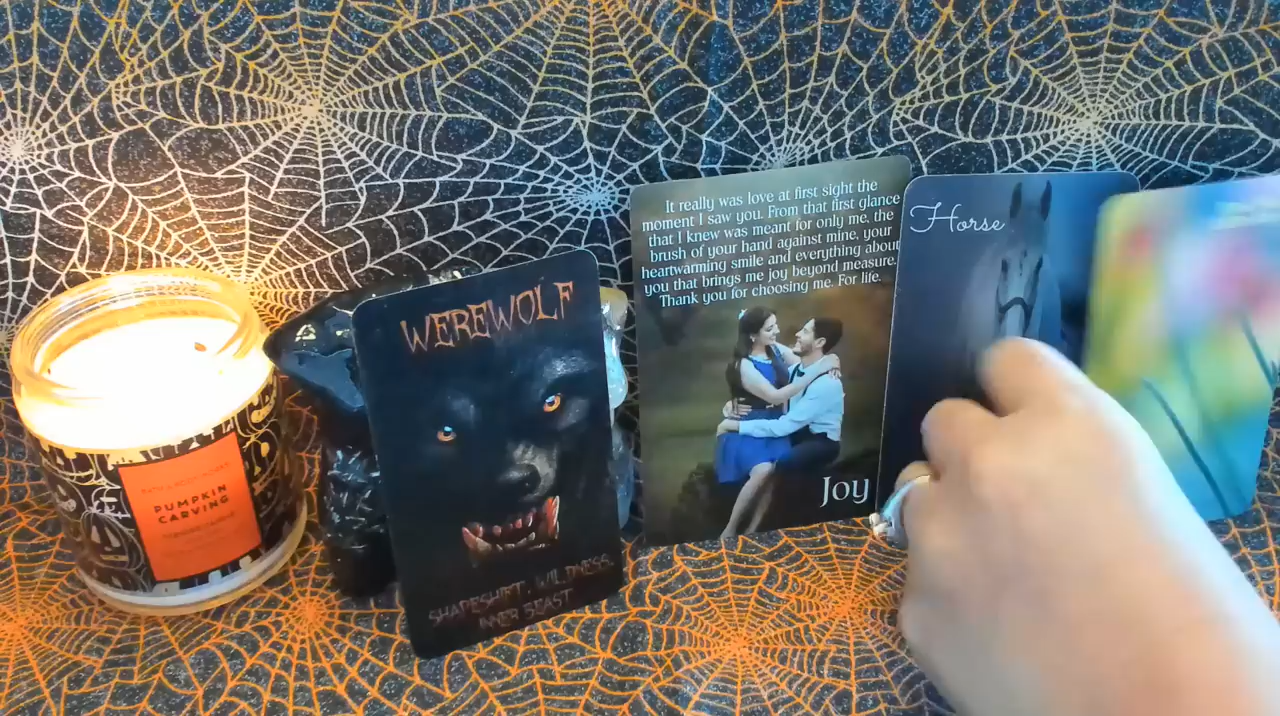 PUMPKIN
CARVING
WEREWOLF
SHAPESHIFT, WILDNESS,
INNER BEAST
It really was love at first sight the
moment I saw you. From that first glance
that I knew was meant for only me, the
brush of your hand against mine, your
heartwarming smile and everything about
you that brings me joy beyond measure.
Thank you for choosing me. For life.
Joy
Horse